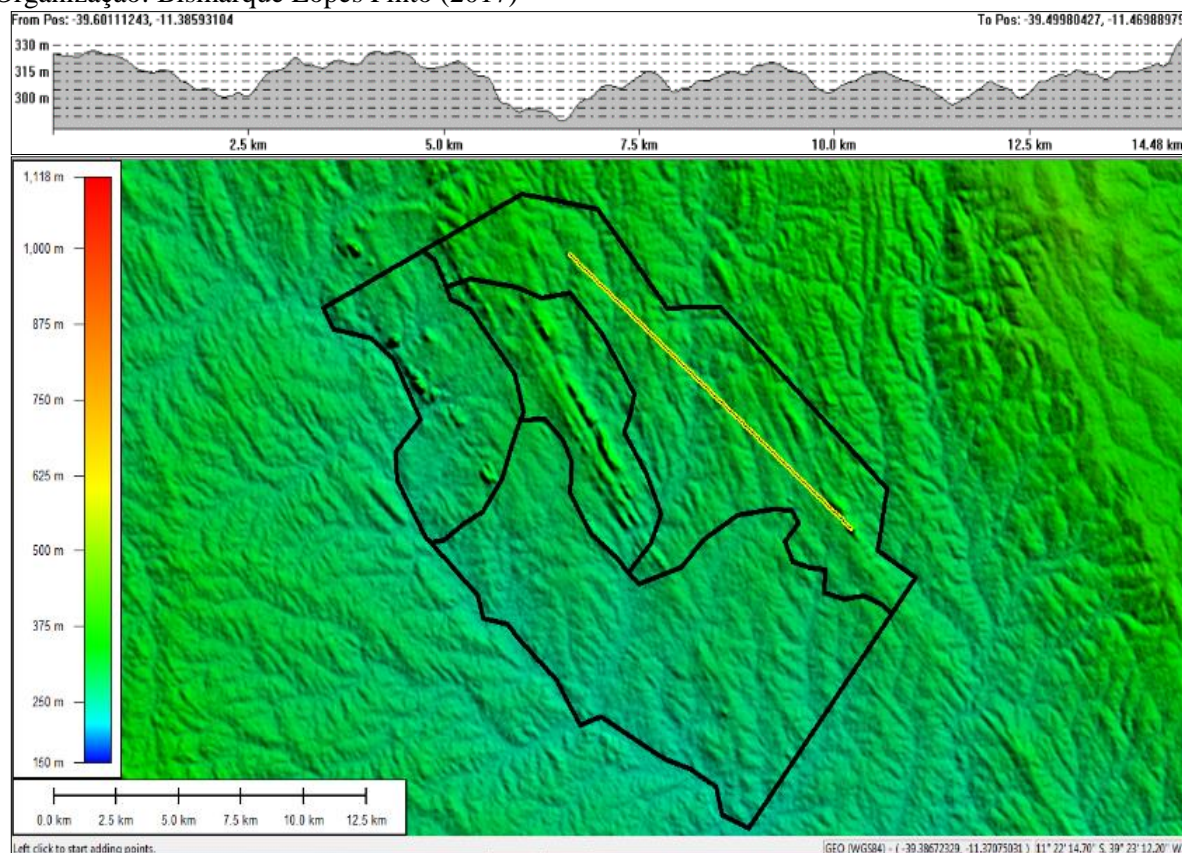 Organização: Bismarque Lopes Pinto (2017)
From Pos: -39.60111243, -11.38593104 To Pos: -39.49980427, -11.46988979
330 m
315 m
300 m
2.5 km 5.0 km 7.5 km 10.0 km 12.5 km 14.48 km
1,118 m
1,000 m
875 m
750 m
625 m
500 m
375 m
250 m
150 m
0.0 km 2.5 km 5.0 km 7.5 km 10.0 km 12.5 km
Left click to start adding points. GEO (WGS84) - ( -39.38672329, -11.37075031 ) 11° 22' 14.70" S, 39° 23' 12.20" W